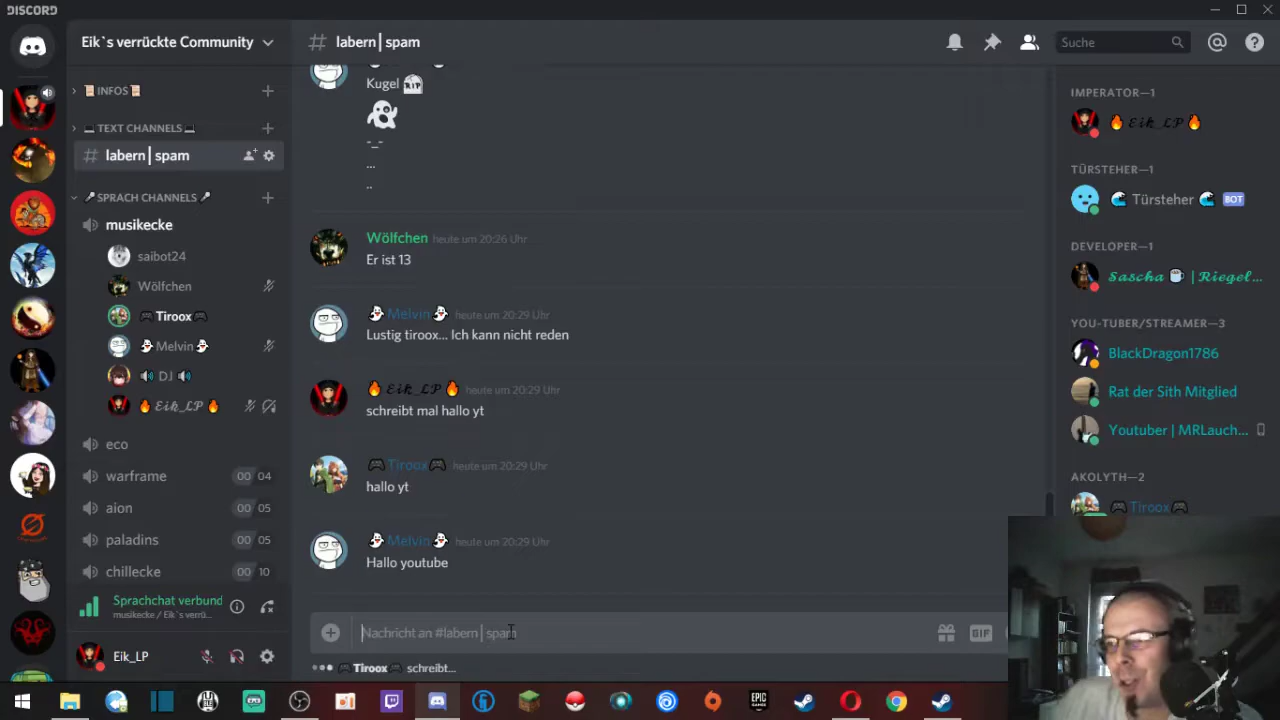 DISCORD
Eik`s verrückte Community
# labern│spam
Suche
INFOS
TEXT CHANNELS
# labern│spam
SPRACH CHANNELS
musikecke
saibot24
Wölfchen
Tiroox
Melvin
DJ
Eik_LP
eco
warframe 00 04
aion 00 05
paladins 00 05
chillecke 00 10
Sprachchat verbund
musikecke / Eik`s verrü...
Eik_LP
Kugel RIP
-_-
...
..
Wölfchen heute um 20:26 Uhr
Er ist 13
Melvin heute um 20:29 Uhr
Lustig tiroox... Ich kann nicht reden
Eik_LP heute um 20:29 Uhr
schreibt mal hallo yt
Tiroox heute um 20:29 Uhr
hallo yt
Melvin heute um 20:29 Uhr
Hallo youtube
Nachricht an #labern│spam
GIF
Tiroox schreibt...
IMPERATOR—1
Eik_LP
TÜRSTEHER—1
Türsteher BOT
DEVELOPER—1
Sascha | Riegel...
YOU-TUBER/STREAMER—3
BlackDragon1786
Rat der Sith Mitglied
Youtuber | MRLauch...
AKOLYTH—2
Tiroox
EPIC
GAMES